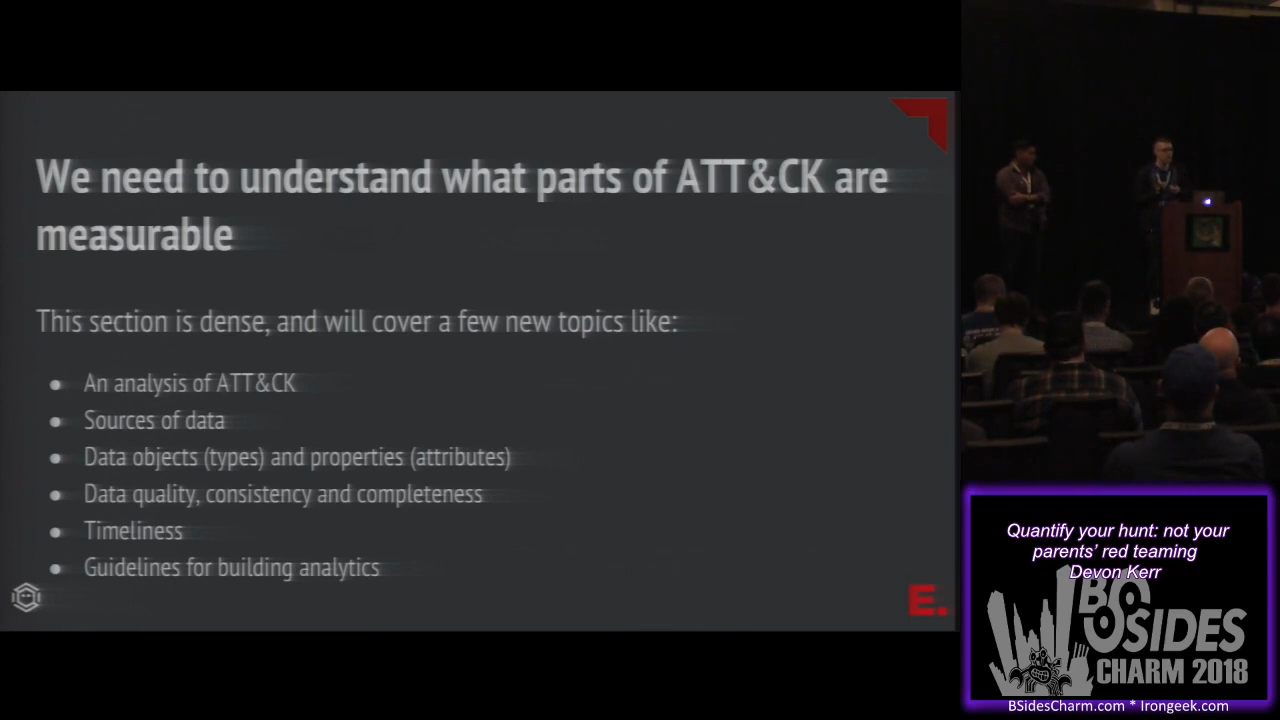 We need to understand what parts of ATT&CK are
measurable
This section is dense, and will cover a few new topics like:
● An analysis of ATT&CK
● Sources of data
● Data objects (types) and properties (attributes)
● Data quality, consistency and completeness
● Timeliness
● Guidelines for building analytics
E.
Quantify your hunt: not your
parents' red teaming
Devon Kerr
BSIDES
CHARM 2018
BSidesCharm.com * Irongeek.com